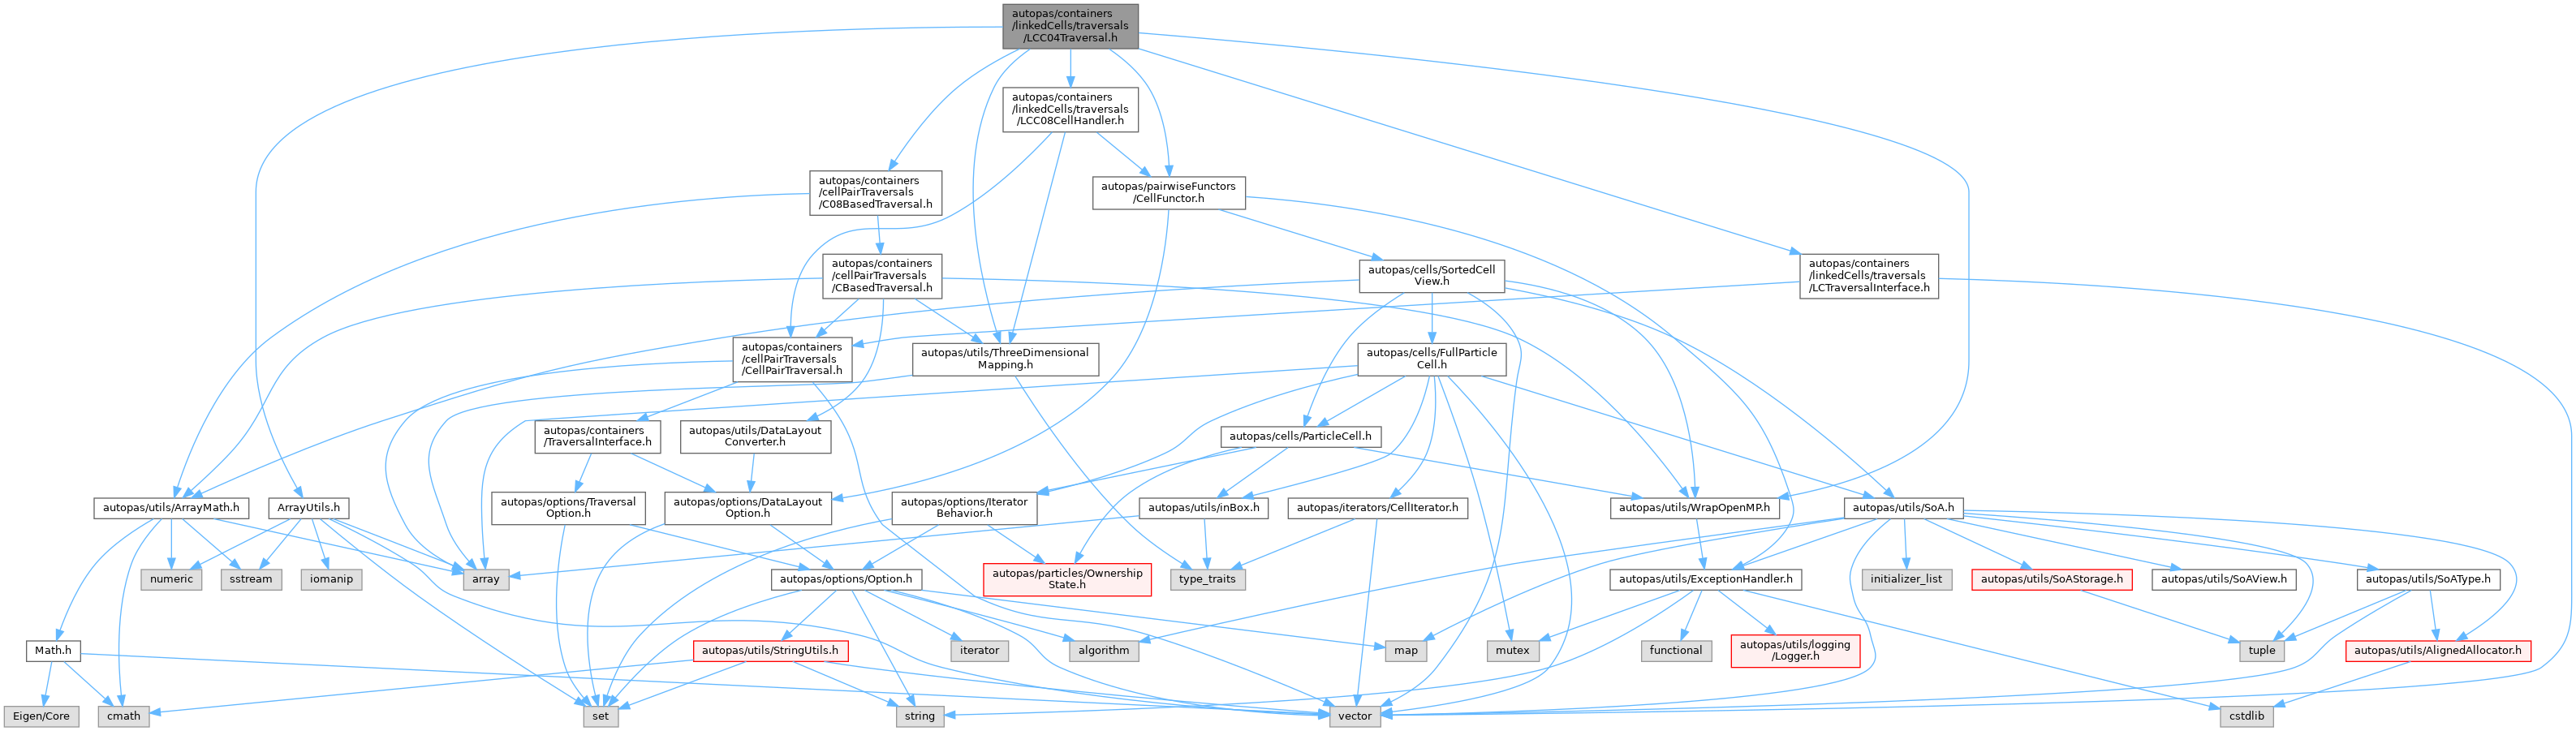 autopas/containers
/linkedCells/traversals
/LCC04Traversal.h
autopas/containers
/linkedCells/traversals
/LCC08CellHandler.h
autopas/containers
/cellPairTraversals
/C08BasedTraversal.h
autopas/pairwiseFunctors
/CellFunctor.h
autopas/containers
/cellPairTraversals
/CBasedTraversal.h
autopas/cells/SortedCell
View.h
autopas/containers
/linkedCells/traversals
/LCTraversalInterface.h
autopas/containers
/cellPairTraversals
/CellPairTraversal.h
autopas/utils/ThreeDimensional
Mapping.h
autopas/cells/FullParticle
Cell.h
autopas/containers
/TraversalInterface.h
autopas/utils/DataLayout
Converter.h
autopas/cells/ParticleCell.h
autopas/utils/ArrayMath.h
ArrayUtils.h
autopas/options/Traversal
Option.h
autopas/options/DataLayout
Option.h
autopas/options/Iterator
Behavior.h
autopas/utils/inBox.h
autopas/iterators/CellIterator.h
autopas/utils/WrapOpenMP.h
autopas/utils/SoA.h
numeric
sstream
iomanip
array
autopas/options/Option.h
autopas/particles/Ownership
State.h
type_traits
autopas/utils/ExceptionHandler.h
initializer_list
autopas/utils/SoAStorage.h
autopas/utils/SoAView.h
autopas/utils/SoAType.h
Math.h
autopas/utils/StringUtils.h
iterator
algorithm
map
mutex
functional
autopas/utils/logging
/Logger.h
tuple
autopas/utils/AlignedAllocator.h
Eigen/Core
cmath
set
string
vector
cstdlib